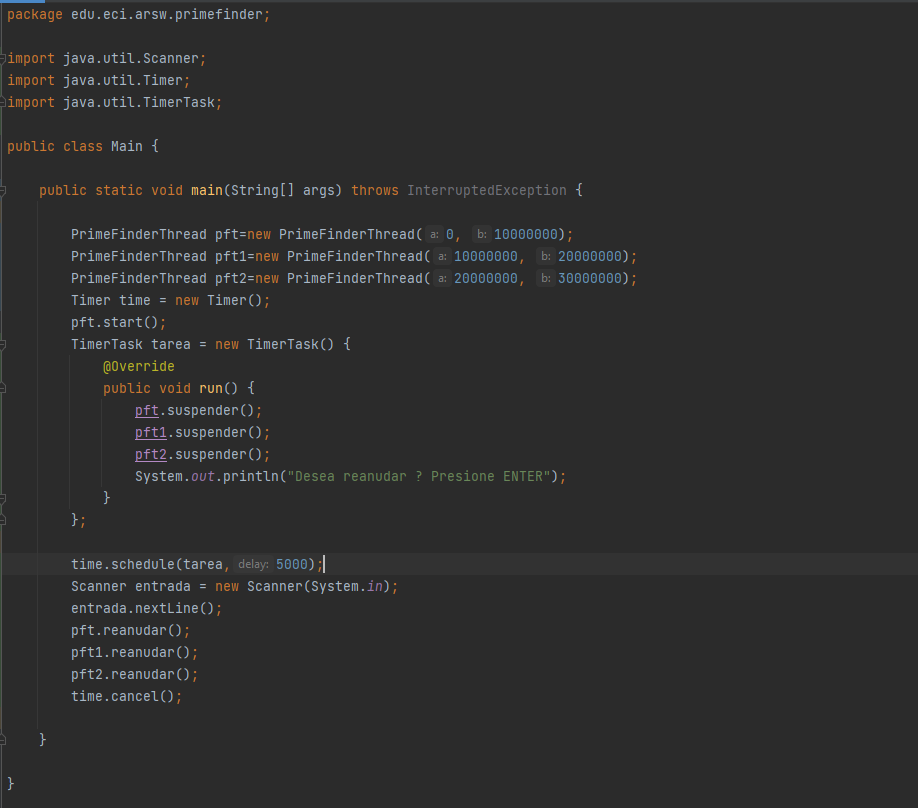 package edu.eci.arsw.primefinder;
import java.util.Scanner;
import java.util.Timer;
import java.util.TimerTask;
public class Main {
public static void main(String[] args) throws InterruptedException {
PrimeFinderThread pft=new PrimeFinderThread( a: 0, b: 10000000);
PrimeFinderThread pft1=new PrimeFinderThread( a: 10000000, b: 20000000);
PrimeFinderThread pft2=new PrimeFinderThread( a: 20000000, b: 30000000);
Timer time = new Timer();
pft.start();
TimerTask tarea = new TimerTask() {
@Override
public void run() {
pft.suspender();
pft1.suspender();
pft2.suspender();
System.out.println("Desea reanudar ? Presione ENTER");
}
};
time.schedule(tarea, delay: 5000);
Scanner entrada = new Scanner(System.in);
entrada.nextLine();
pft.reanudar();
pft1.reanudar();
pft2.reanudar();
time.cancel();
}
}